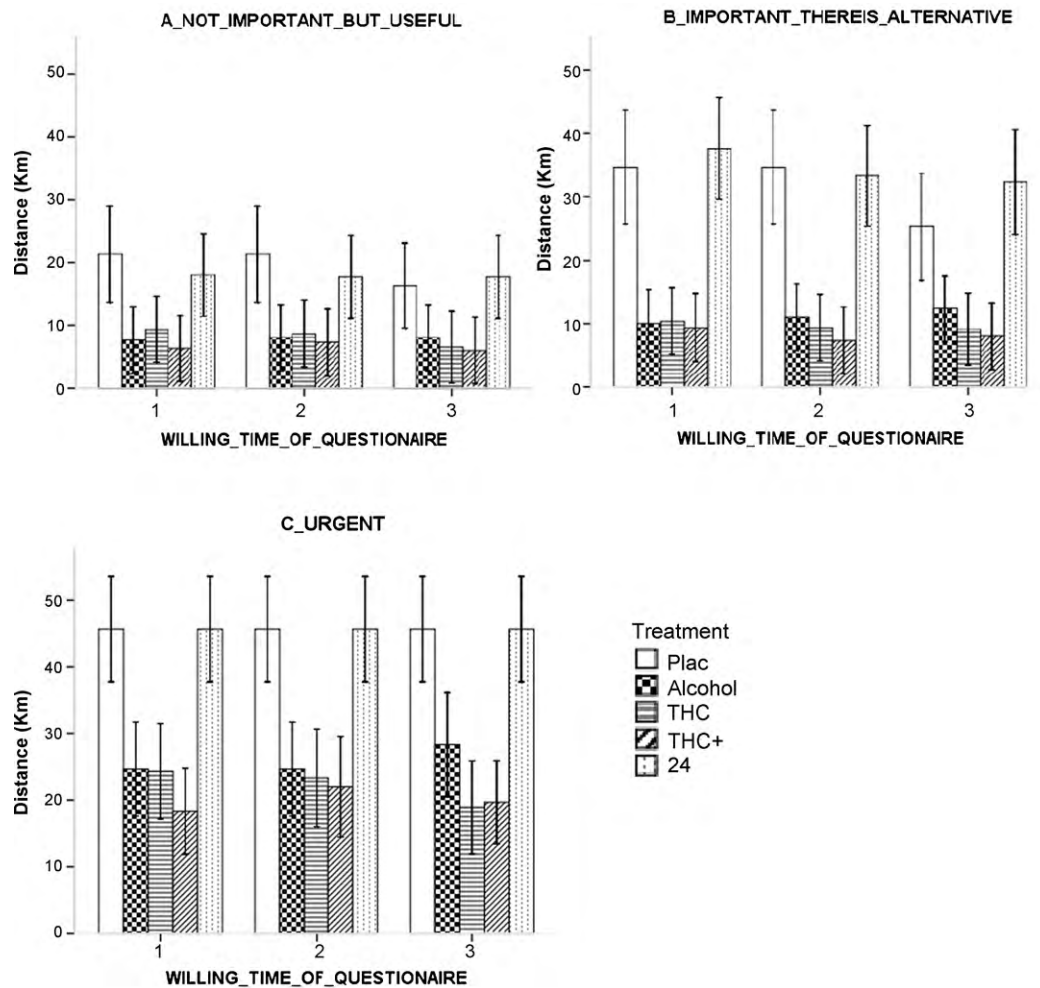 A_NOT_IMPORTANT_BUT_USEFUL
Distance (Km)
50
40
30
20
10
0
1 2 3
WILLING_TIME_OF_QUESTIONAIRE
B_IMPORTANT_THEREIS_ALTERNATIVE
Distance (Km)
50
40
30
20
10
0
1 2 3
WILLING_TIME_OF_QUESTIONAIRE
C_URGENT
Distance (Km)
50
40
30
20
10
0
1 2 3
WILLING_TIME_OF_QUESTIONAIRE
Treatment
Plac
Alcohol
THC
THC+
24